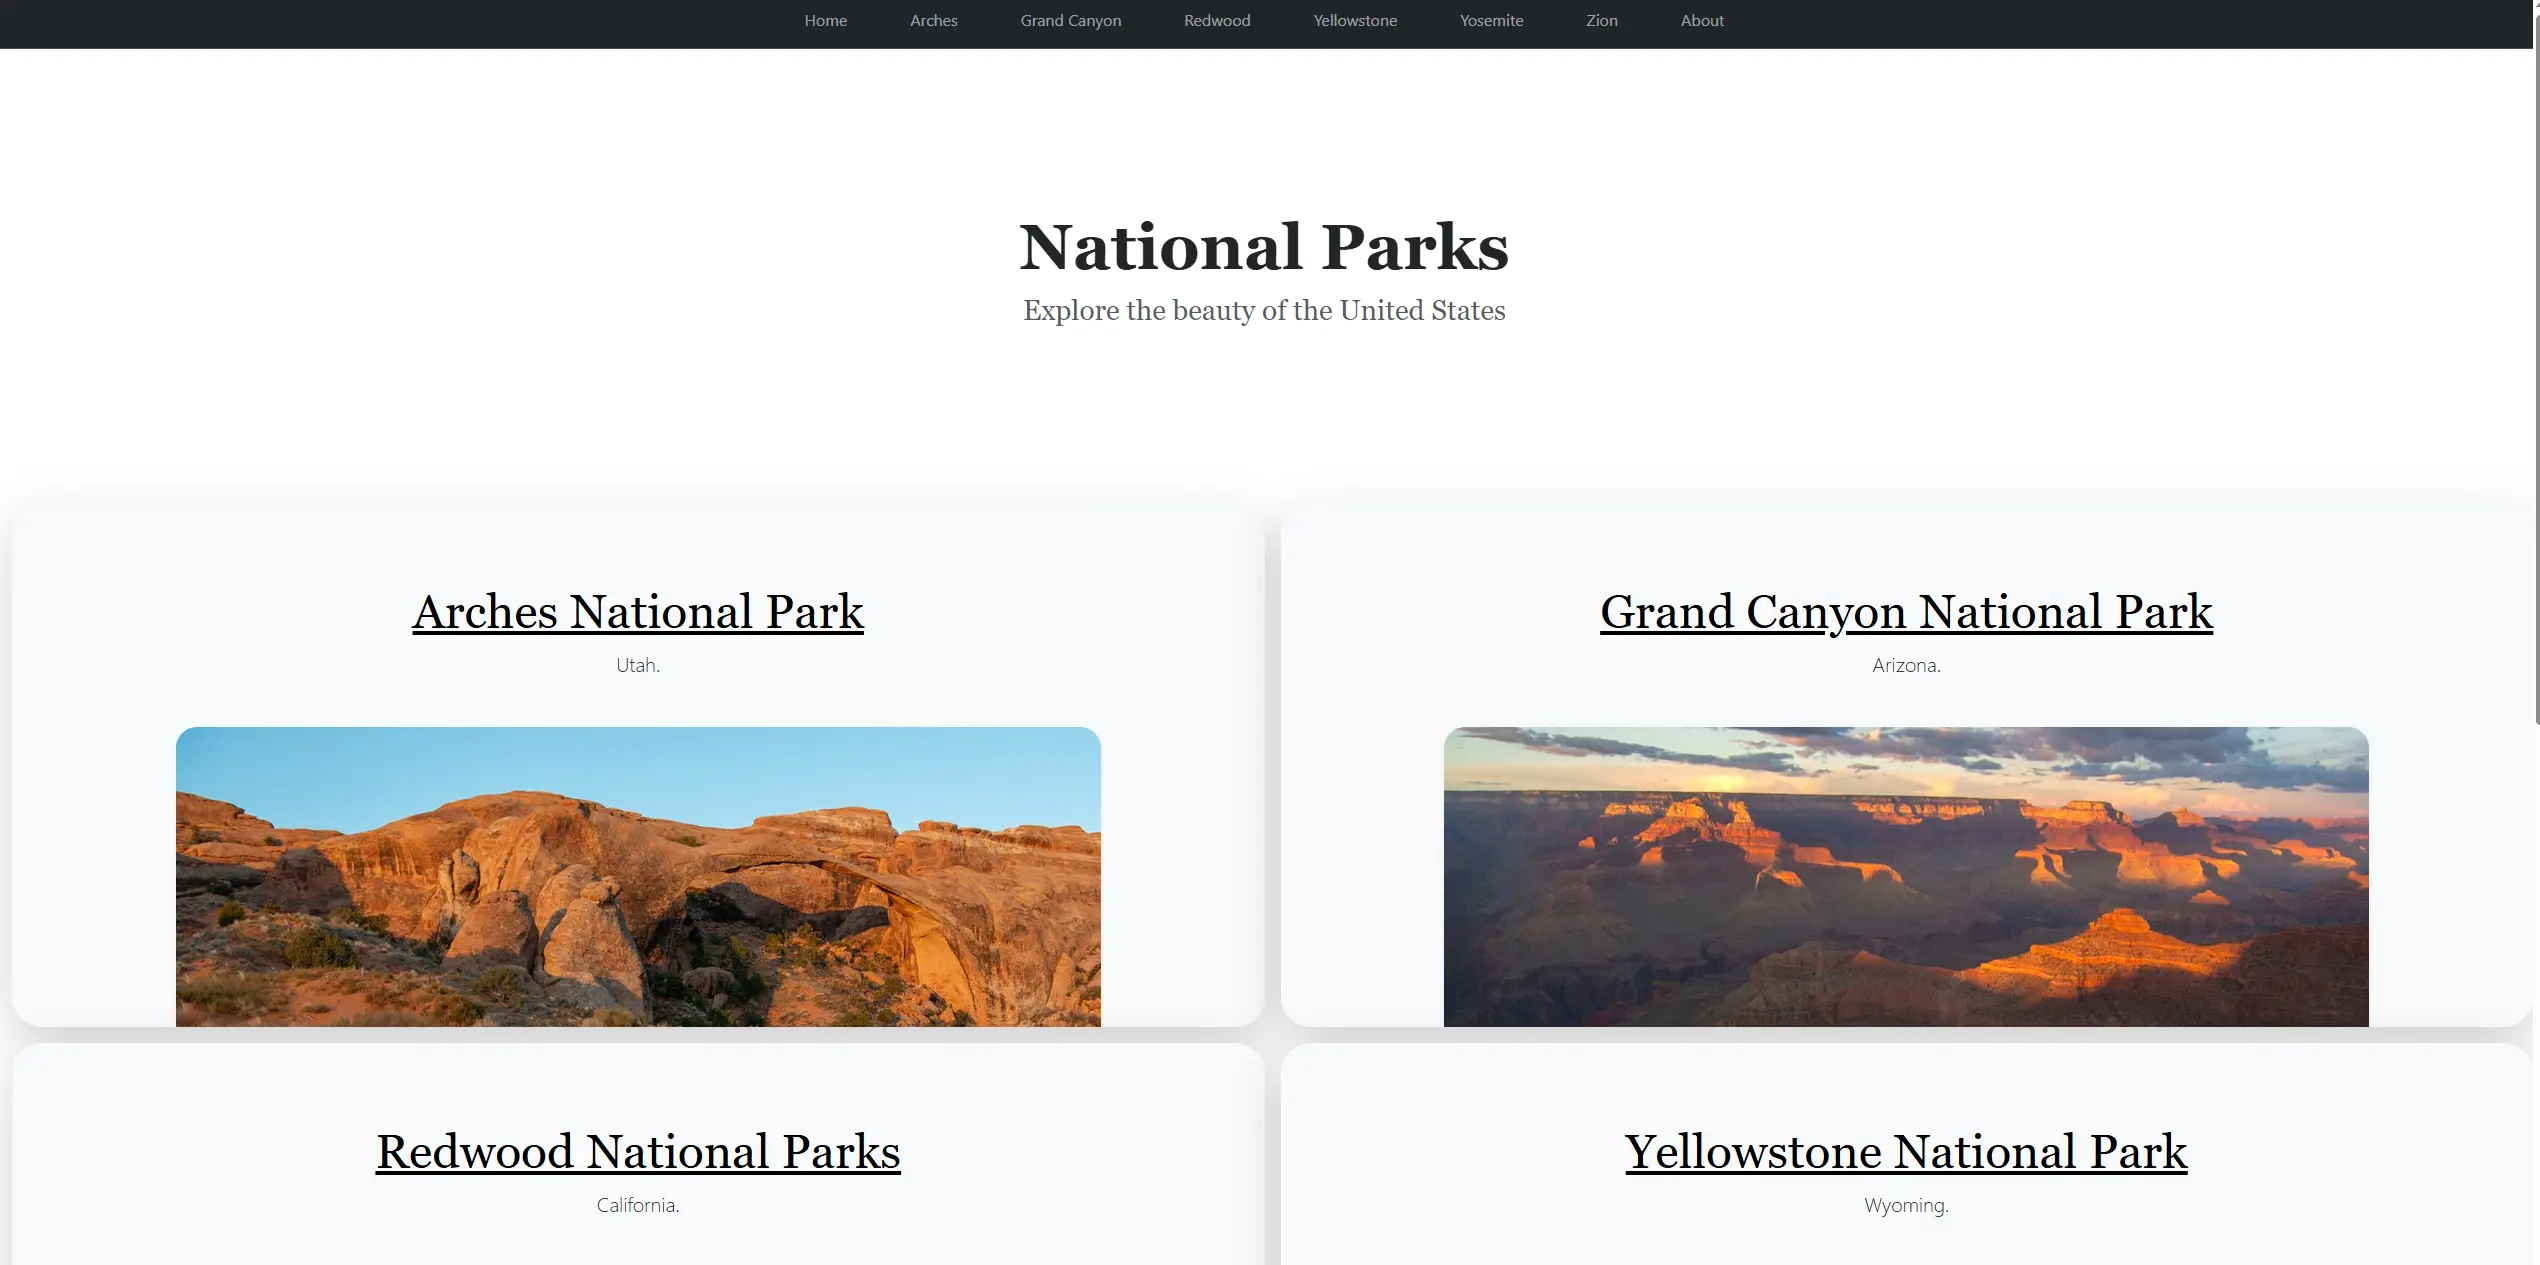 Home Arches Grand Canyon Redwood Yellowstone Yosemite Zion About
National Parks
Explore the beauty of the United States
Arches National Park
Utah.
Grand Canyon National Park
Arizona.
Redwood National Parks
California.
Yellowstone National Park
Wyoming.